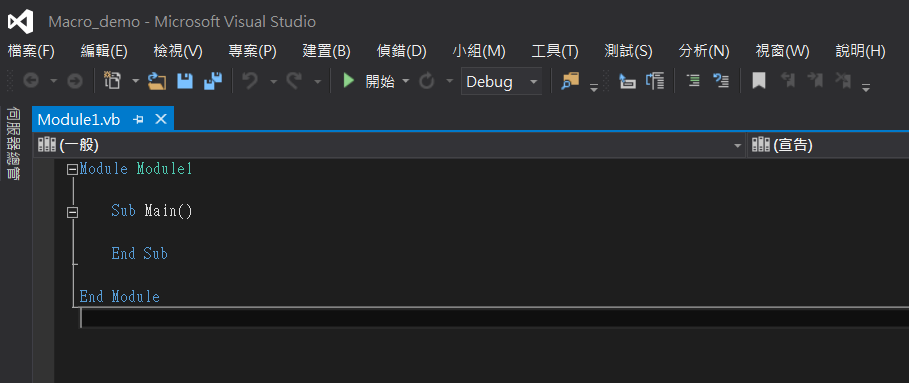 Macro_demo - Microsoft Visual Studio
檔案(F) 編輯(E) 檢視(V) 專案(P) 建置(B) 偵錯(D) 小組(M) 工具(T) 測試(S) 分析(N) 視窗(W) 說明(H)
開始 Debug
伺服器總管
Module1.vb
(一般) (宣告)
Module Module1
Sub Main()
End Sub
End Module